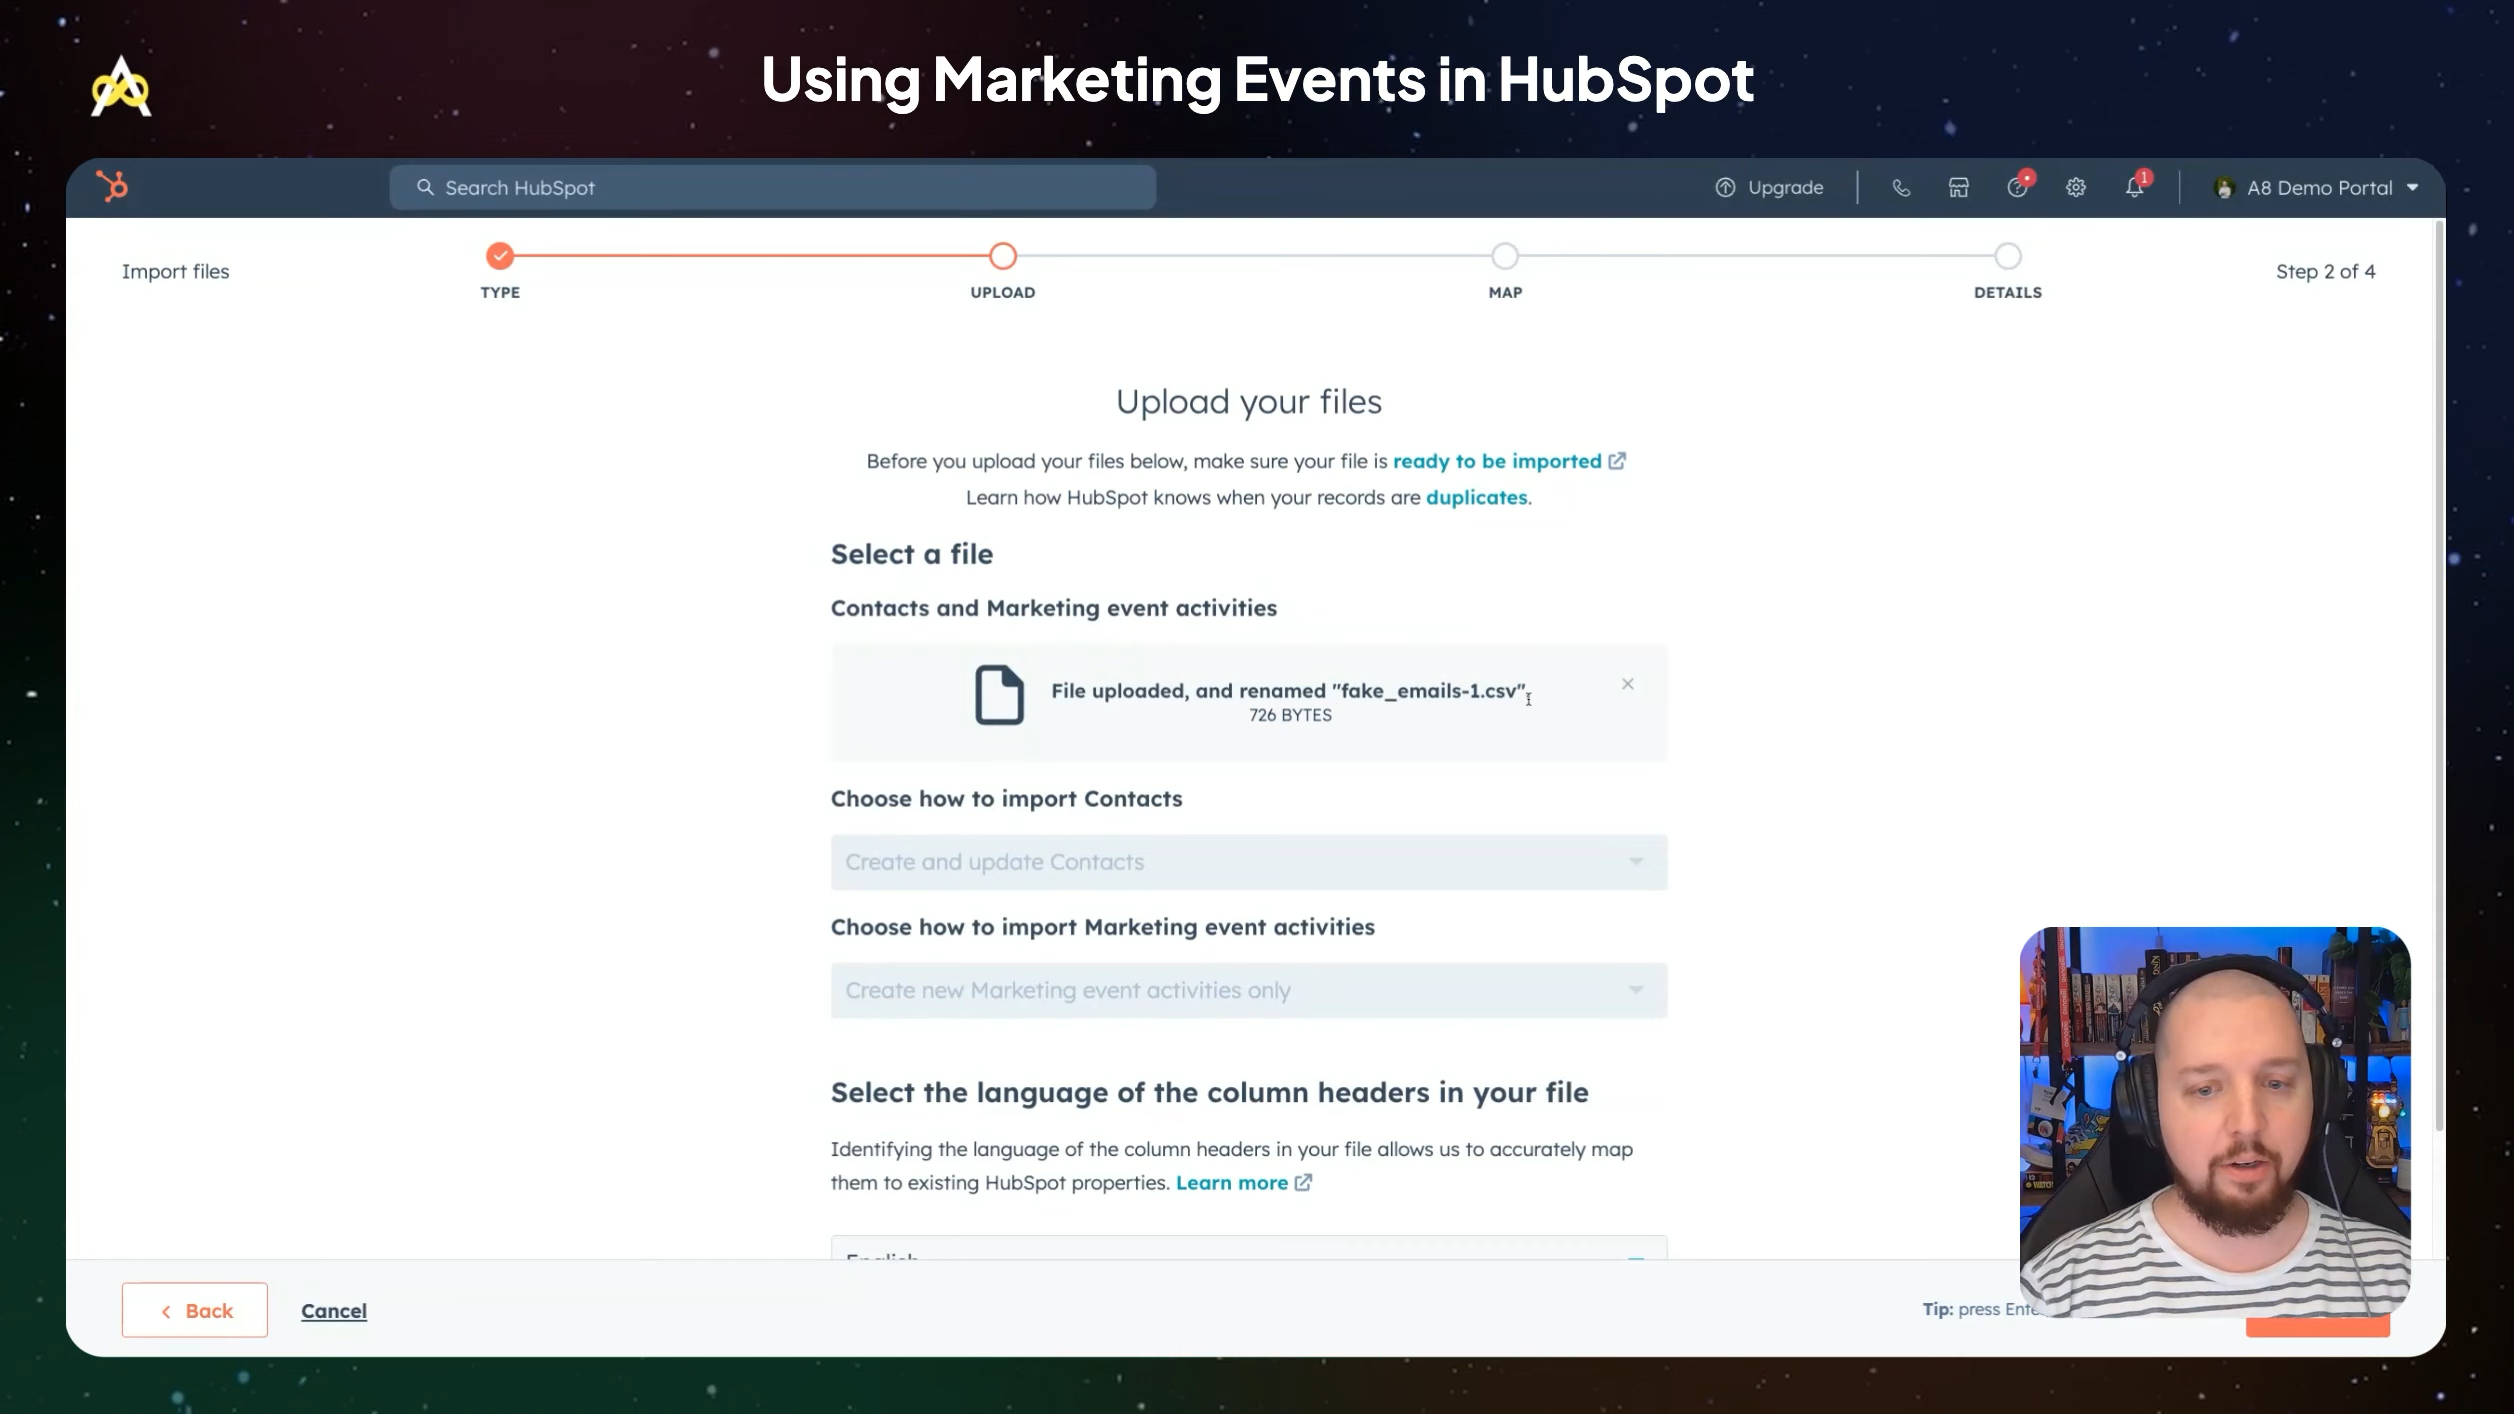 Using Marketing Events in HubSpot
Search HubSpot
Upgrade
1
A8 Demo Portal
Import files
TYPE
UPLOAD
MAP
DETAILS
Step 2 of 4
Upload your files
Before you upload your files below, make sure your file is ready to be imported
Learn how HubSpot knows when your records are duplicates.
Select a file
Contacts and Marketing event activities
File uploaded, and renamed "fake_emails-1.csv"
726 BYTES
Choose how to import Contacts
Create and update Contacts
Choose how to import Marketing event activities
Create new Marketing event activities only
Select the language of the column headers in your file
Identifying the language of the column headers in your file allows us to accurately map
them to existing HubSpot properties. Learn more
English
Back
Cancel
Tip: press
KING